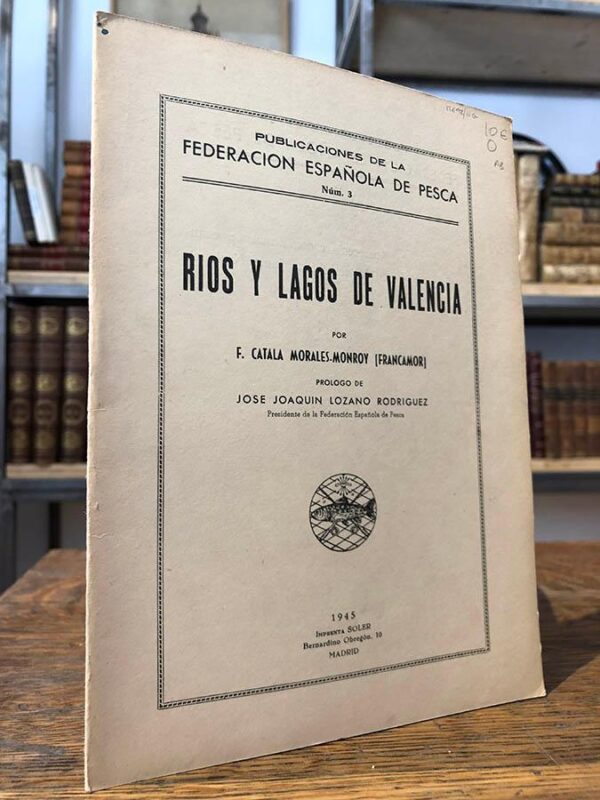 PUBLICACIONES DE LA
FEDERACION ESPAÑOLA DE PESCA
Núm. 3
RIOS Y LAGOS DE VALENCIA
POR
F. CATALA MORALES-MONROY (FRANCAMOR)
PROLOGO DE
JOSE JOAQUIN LOZANO RODRIGUEZ
Presidente de la Federación Española de Pesca
1945
IMPRENTA SOLER
Bernardino Obregón, 10
MADRID
10 €